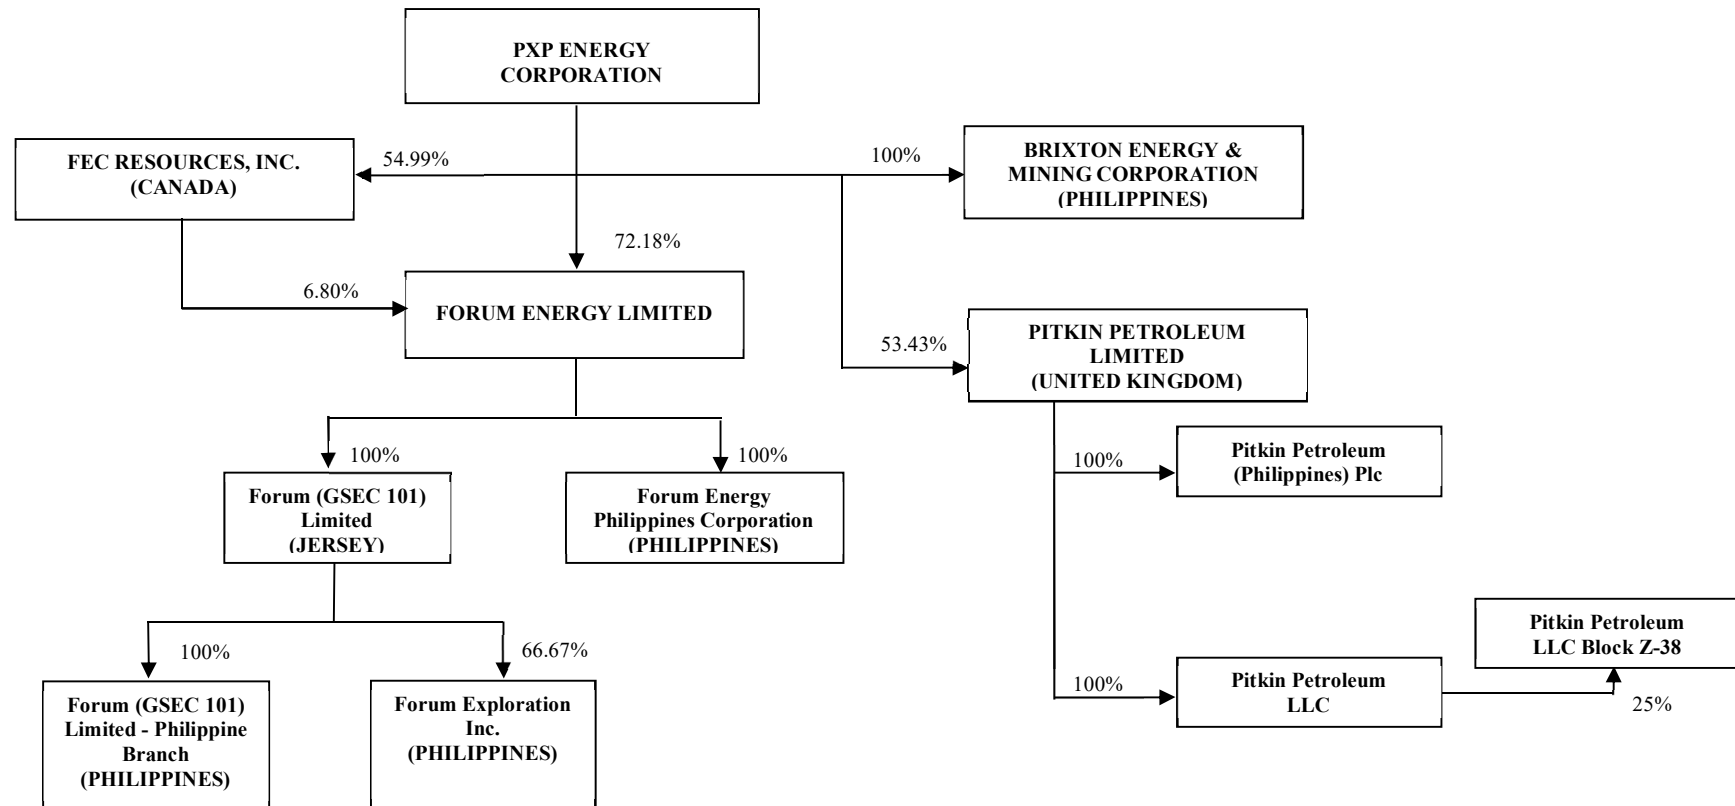 PXP ENERGY
CORPORATION
FEC RESOURCES, INC.
(CANADA)
54.99%
100%
BRIXTON ENERGY &
MINING CORPORATION
(PHILIPPINES)
72.18%
6.80%
FORUM ENERGY LIMITED
53.43%
PITKIN PETROLEUM
LIMITED
(UNITED KINGDOM)
100%
100%
Forum (GSEC 101)
Limited
(JERSEY)
Forum Energy
Philippines Corporation
(PHILIPPINES)
100%
Pitkin Petroleum
(Philippines) Plc
100%
66.67%
Forum (GSEC 101)
Limited - Philippine
Branch
(PHILIPPINES)
Forum Exploration
Inc.
(PHILIPPINES)
100%
Pitkin Petroleum
LLC
Pitkin Petroleum
LLC Block Z-38
25%